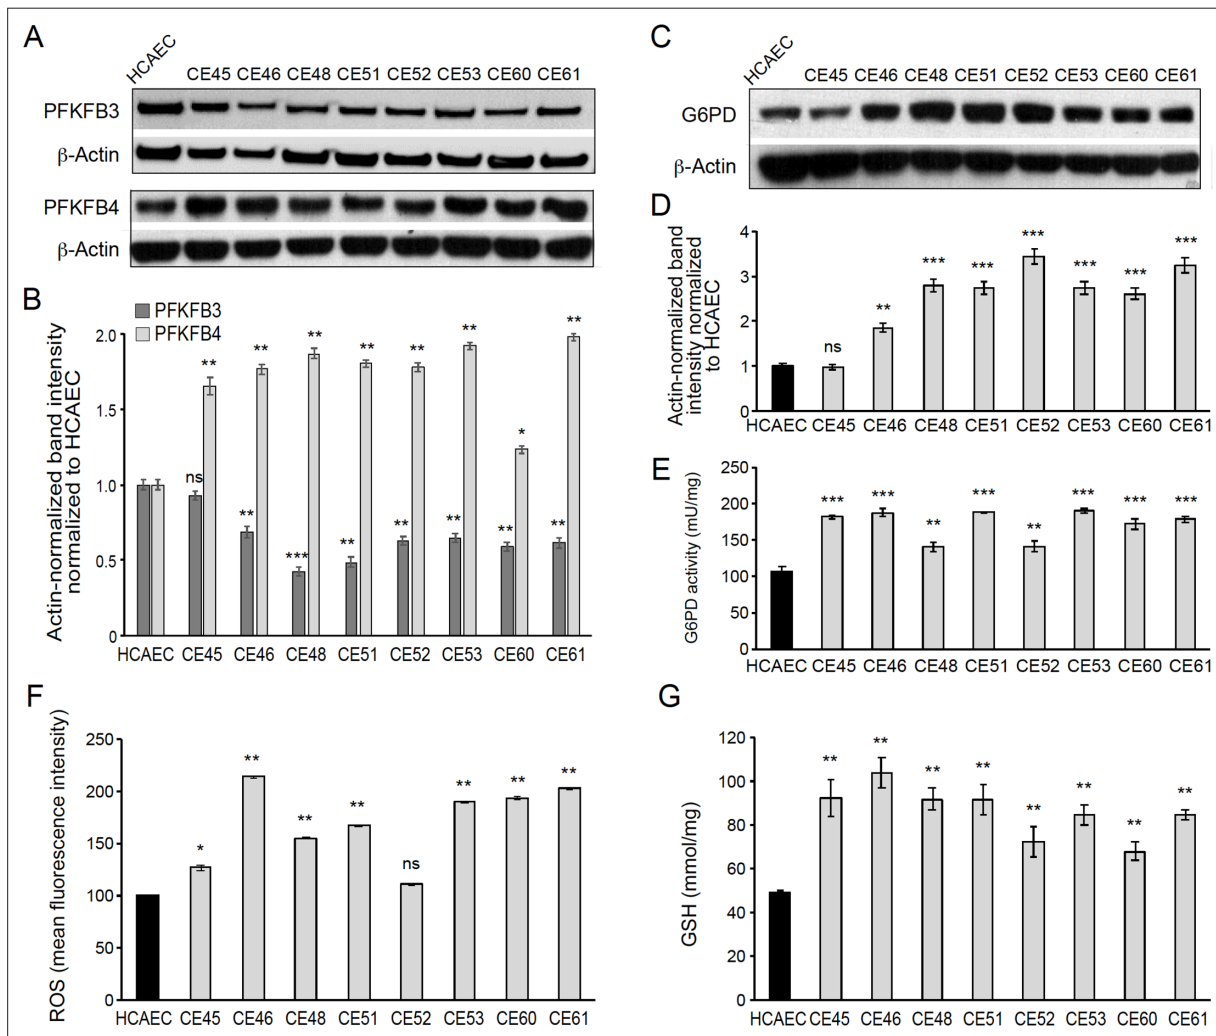 A
HCAEC CE45 CE46 CE48 CE51 CE52 CE53 CE60 CE61
PFKFB3
β-Actin
PFKFB4
β-Actin
B
PFKFB3
PFKFB4
Actin-normalized band intensity
normalized to HCAEC
2.0
1.5
1.0
0.5
0
ns ** ** ** *** ** ** ** ** ** ** ** ** ** ** * **
HCAEC CE45 CE46 CE48 CE51 CE52 CE53 CE60 CE61
C
HCAEC CE45 CE46 CE48 CE51 CE52 CE53 CE60 CE61
G6PD
β-Actin
D
Actin-normalized band
intensity normalized
to HCAEC
4
3
2
1
0
ns ** *** *** *** *** *** ***
HCAEC CE45 CE46 CE48 CE51 CE52 CE53 CE60 CE61
E
G6PD activity (mU/mg)
250
200
150
100
50
0
*** *** ** *** ** *** *** ***
HCAEC CE45 CE46 CE48 CE51 CE52 CE53 CE60 CE61
F
ROS (mean fluorescence intensity)
250
200
150
100
50
0
* ** ** ** ns ** ** **
HCAEC CE45 CE46 CE48 CE51 CE52 CE53 CE60 CE61
G
GSH (mmol/mg)
120
100
80
60
40
20
0
** ** ** ** ** ** ** **
HCAEC CE45 CE46 CE48 CE51 CE52 CE53 CE60 CE61